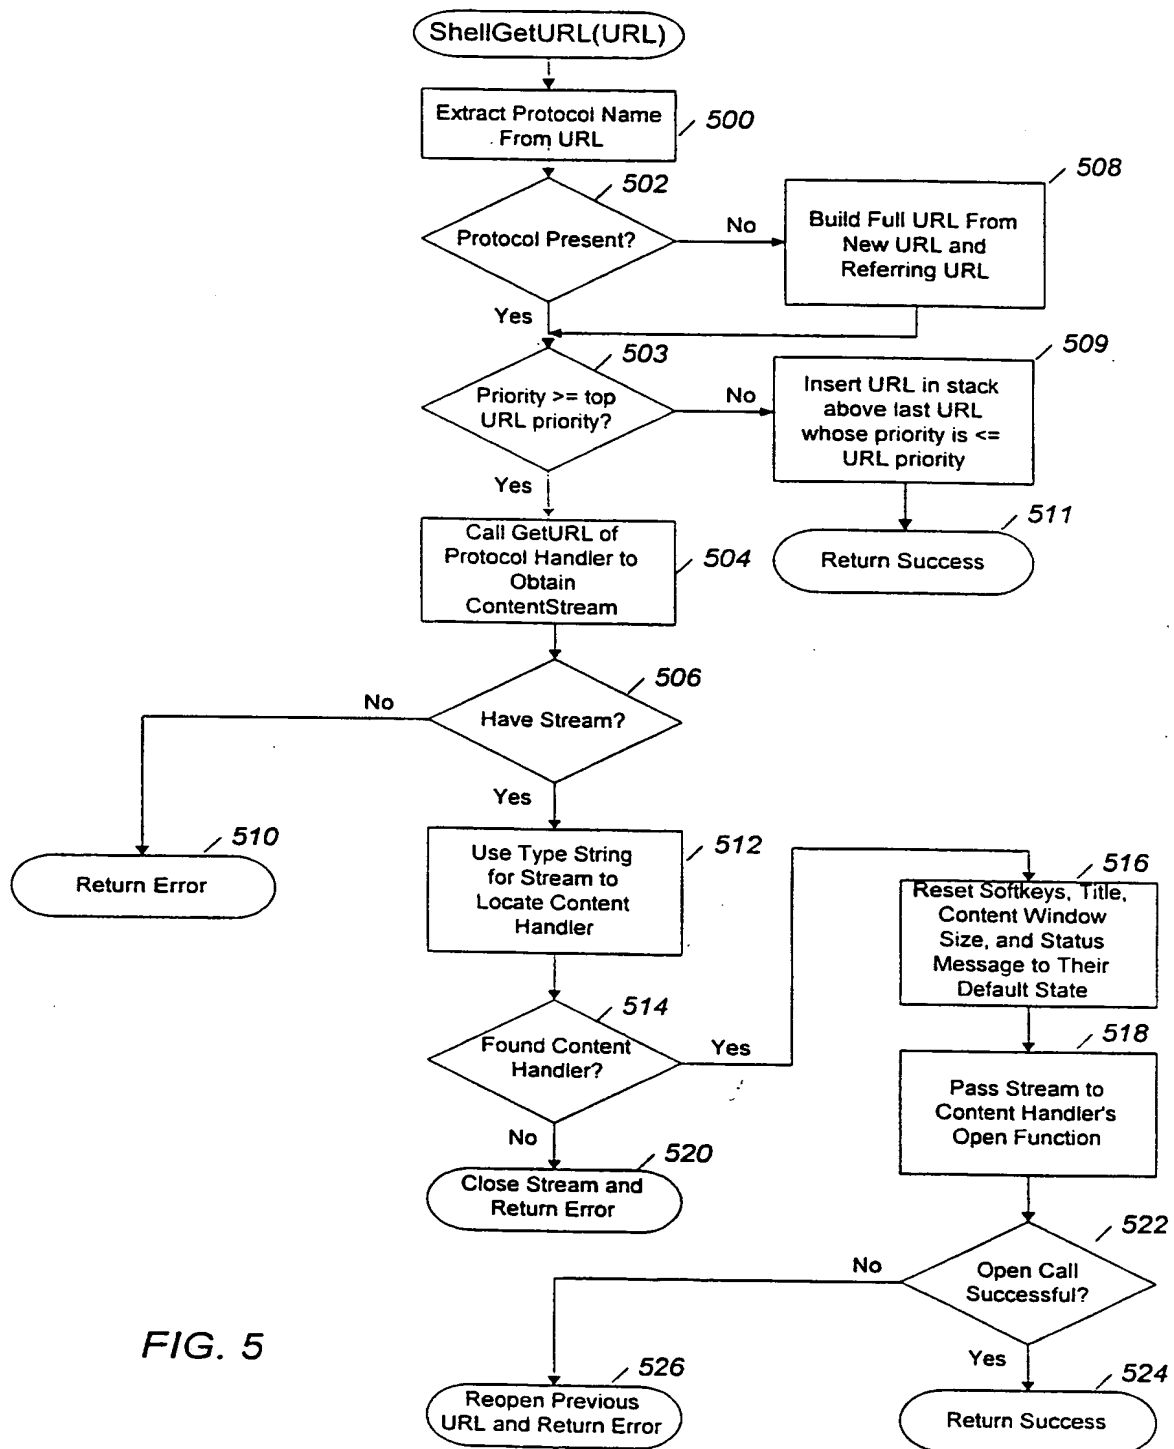 ShellGetURL(URL)
Extract Protocol Name
From URL
500
502
508
Protocol Present?
No
Build Full URL From
New URL and
Referring URL
Yes
503
509
Priority >= top
URL priority?
No
Insert URL in stack
above last URL
whose priority is <=
URL priority
Yes
511
Return Success
Call GetURL of
Protocol Handler to
Obtain
ContentStream
504
506
No
Have Stream?
Yes
510
Return Error
512
Use Type String
for Stream to
Locate Content
Handler
516
Reset Softkeys, Title,
Content Window
Size, and Status
Message to Their
Default State
514
Found Content
Handler?
Yes
518
Pass Stream to
Content Handler's
Open Function
No
520
Close Stream and
Return Error
522
No
Open Call
Successful?
FIG. 5
Yes
526
Reopen Previous
URL and Return Error
524
Return Success